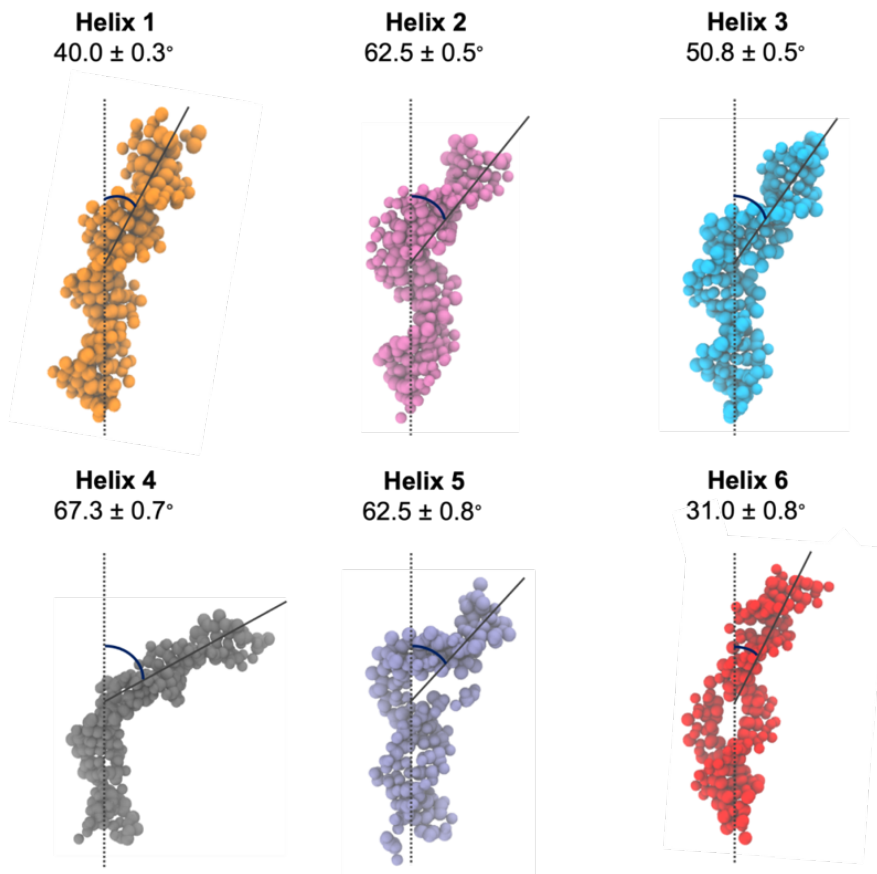 Helix 1
40.0 ± 0.3°
Helix 2
62.5 ± 0.5°
Helix 3
50.8 ± 0.5°
Helix 4
67.3 ± 0.7°
Helix 5
62.5 ± 0.8°
Helix 6
31.0 ± 0.8°